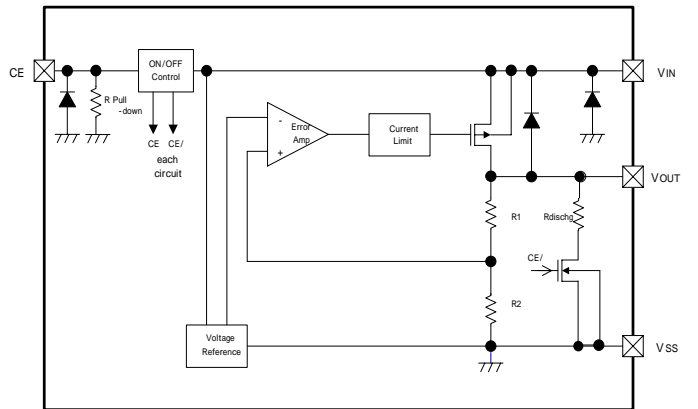 CE
ON/OFF
Control
R Pull
-down
CE CE/
each
circuit
-
+
Error
Amp
Current
Limit
VIN
VOUT
R1
Rdischg
CE/
R2
Voltage
Reference
VSS